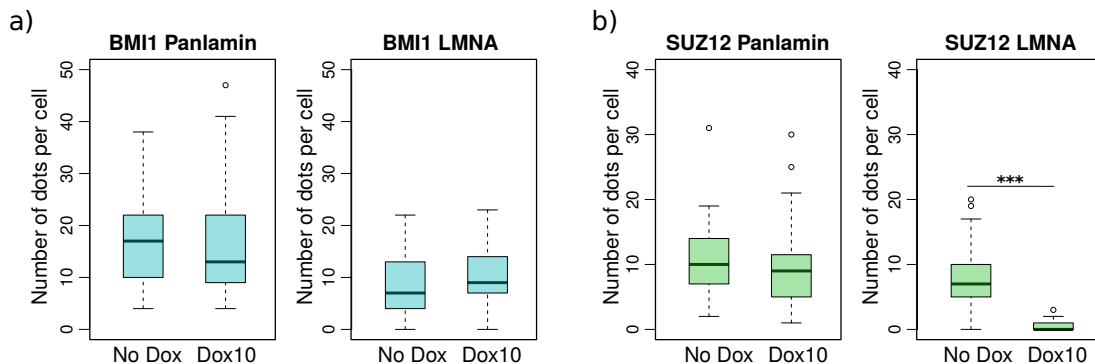 a)
BMI1 Panlamin
Number of dots per cell
0
10
20
30
40
50
No Dox
Dox10
BMI1 LMNA
Number of dots per cell
0
10
20
30
40
50
No Dox
Dox10
b)
SUZ12 Panlamin
Number of dots per cell
0
10
20
30
40
No Dox
Dox10
SUZ12 LMNA
Number of dots per cell
0
10
20
30
40
***
No Dox
Dox10